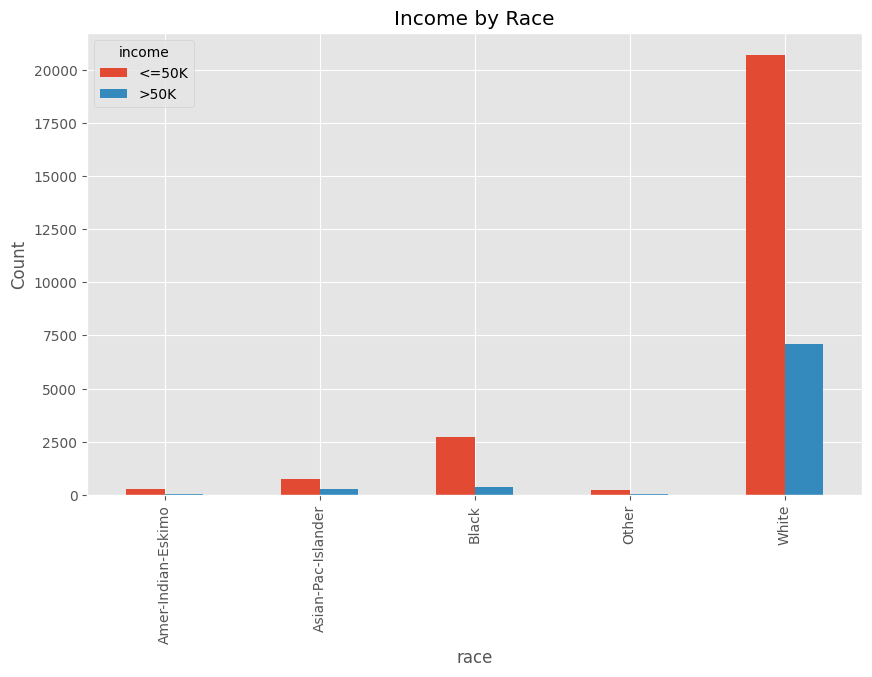 Income by Race
income
<=50K
>50K
Count
20000
17500
15000
12500
10000
7500
5000
2500
0
Amer-Indian-Eskimo
Asian-Pac-Islander
Black
Other
White
race